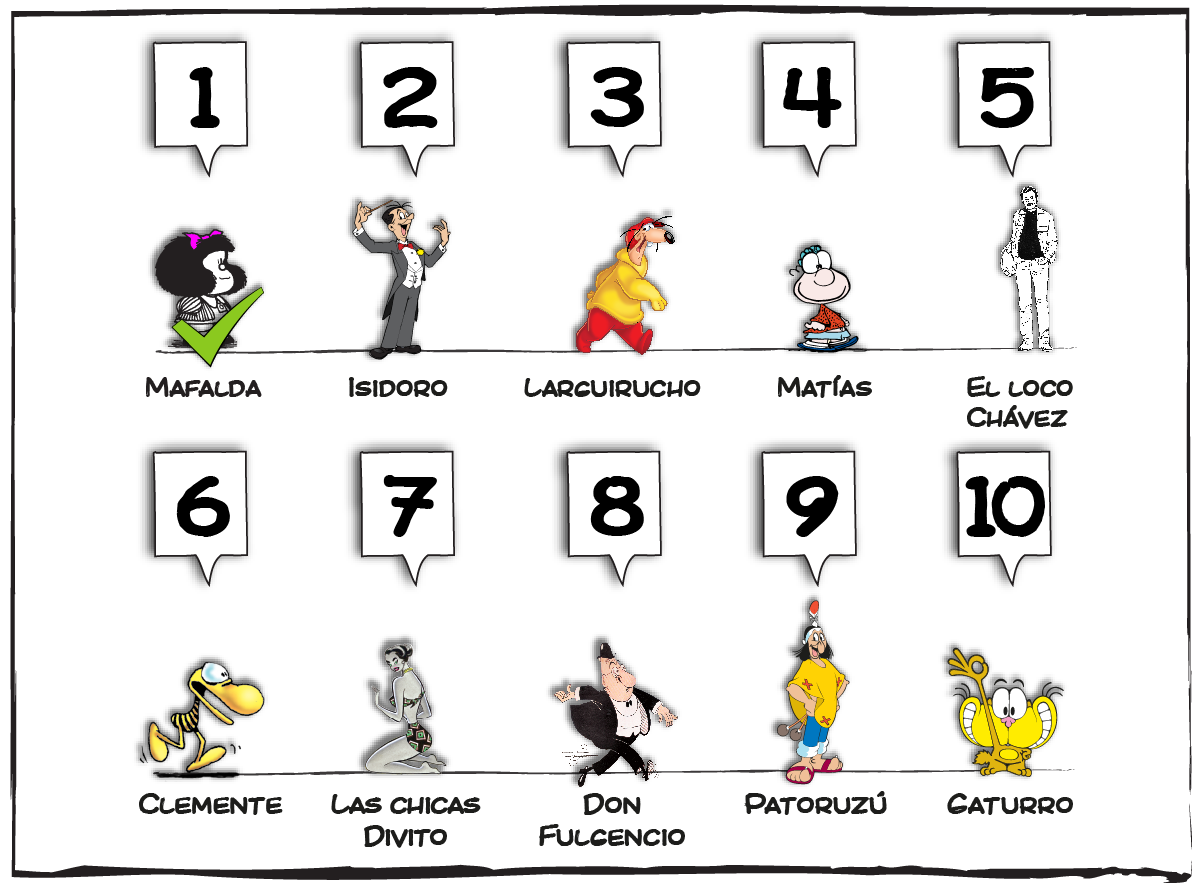 1 2 3 4 5
Mafalda Isidoro Larguirucho Matías El loco
Chávez
6 7 8 9 10
Clemente Las chicas Don Patoruzú Gaturro
Divito Fulgencio